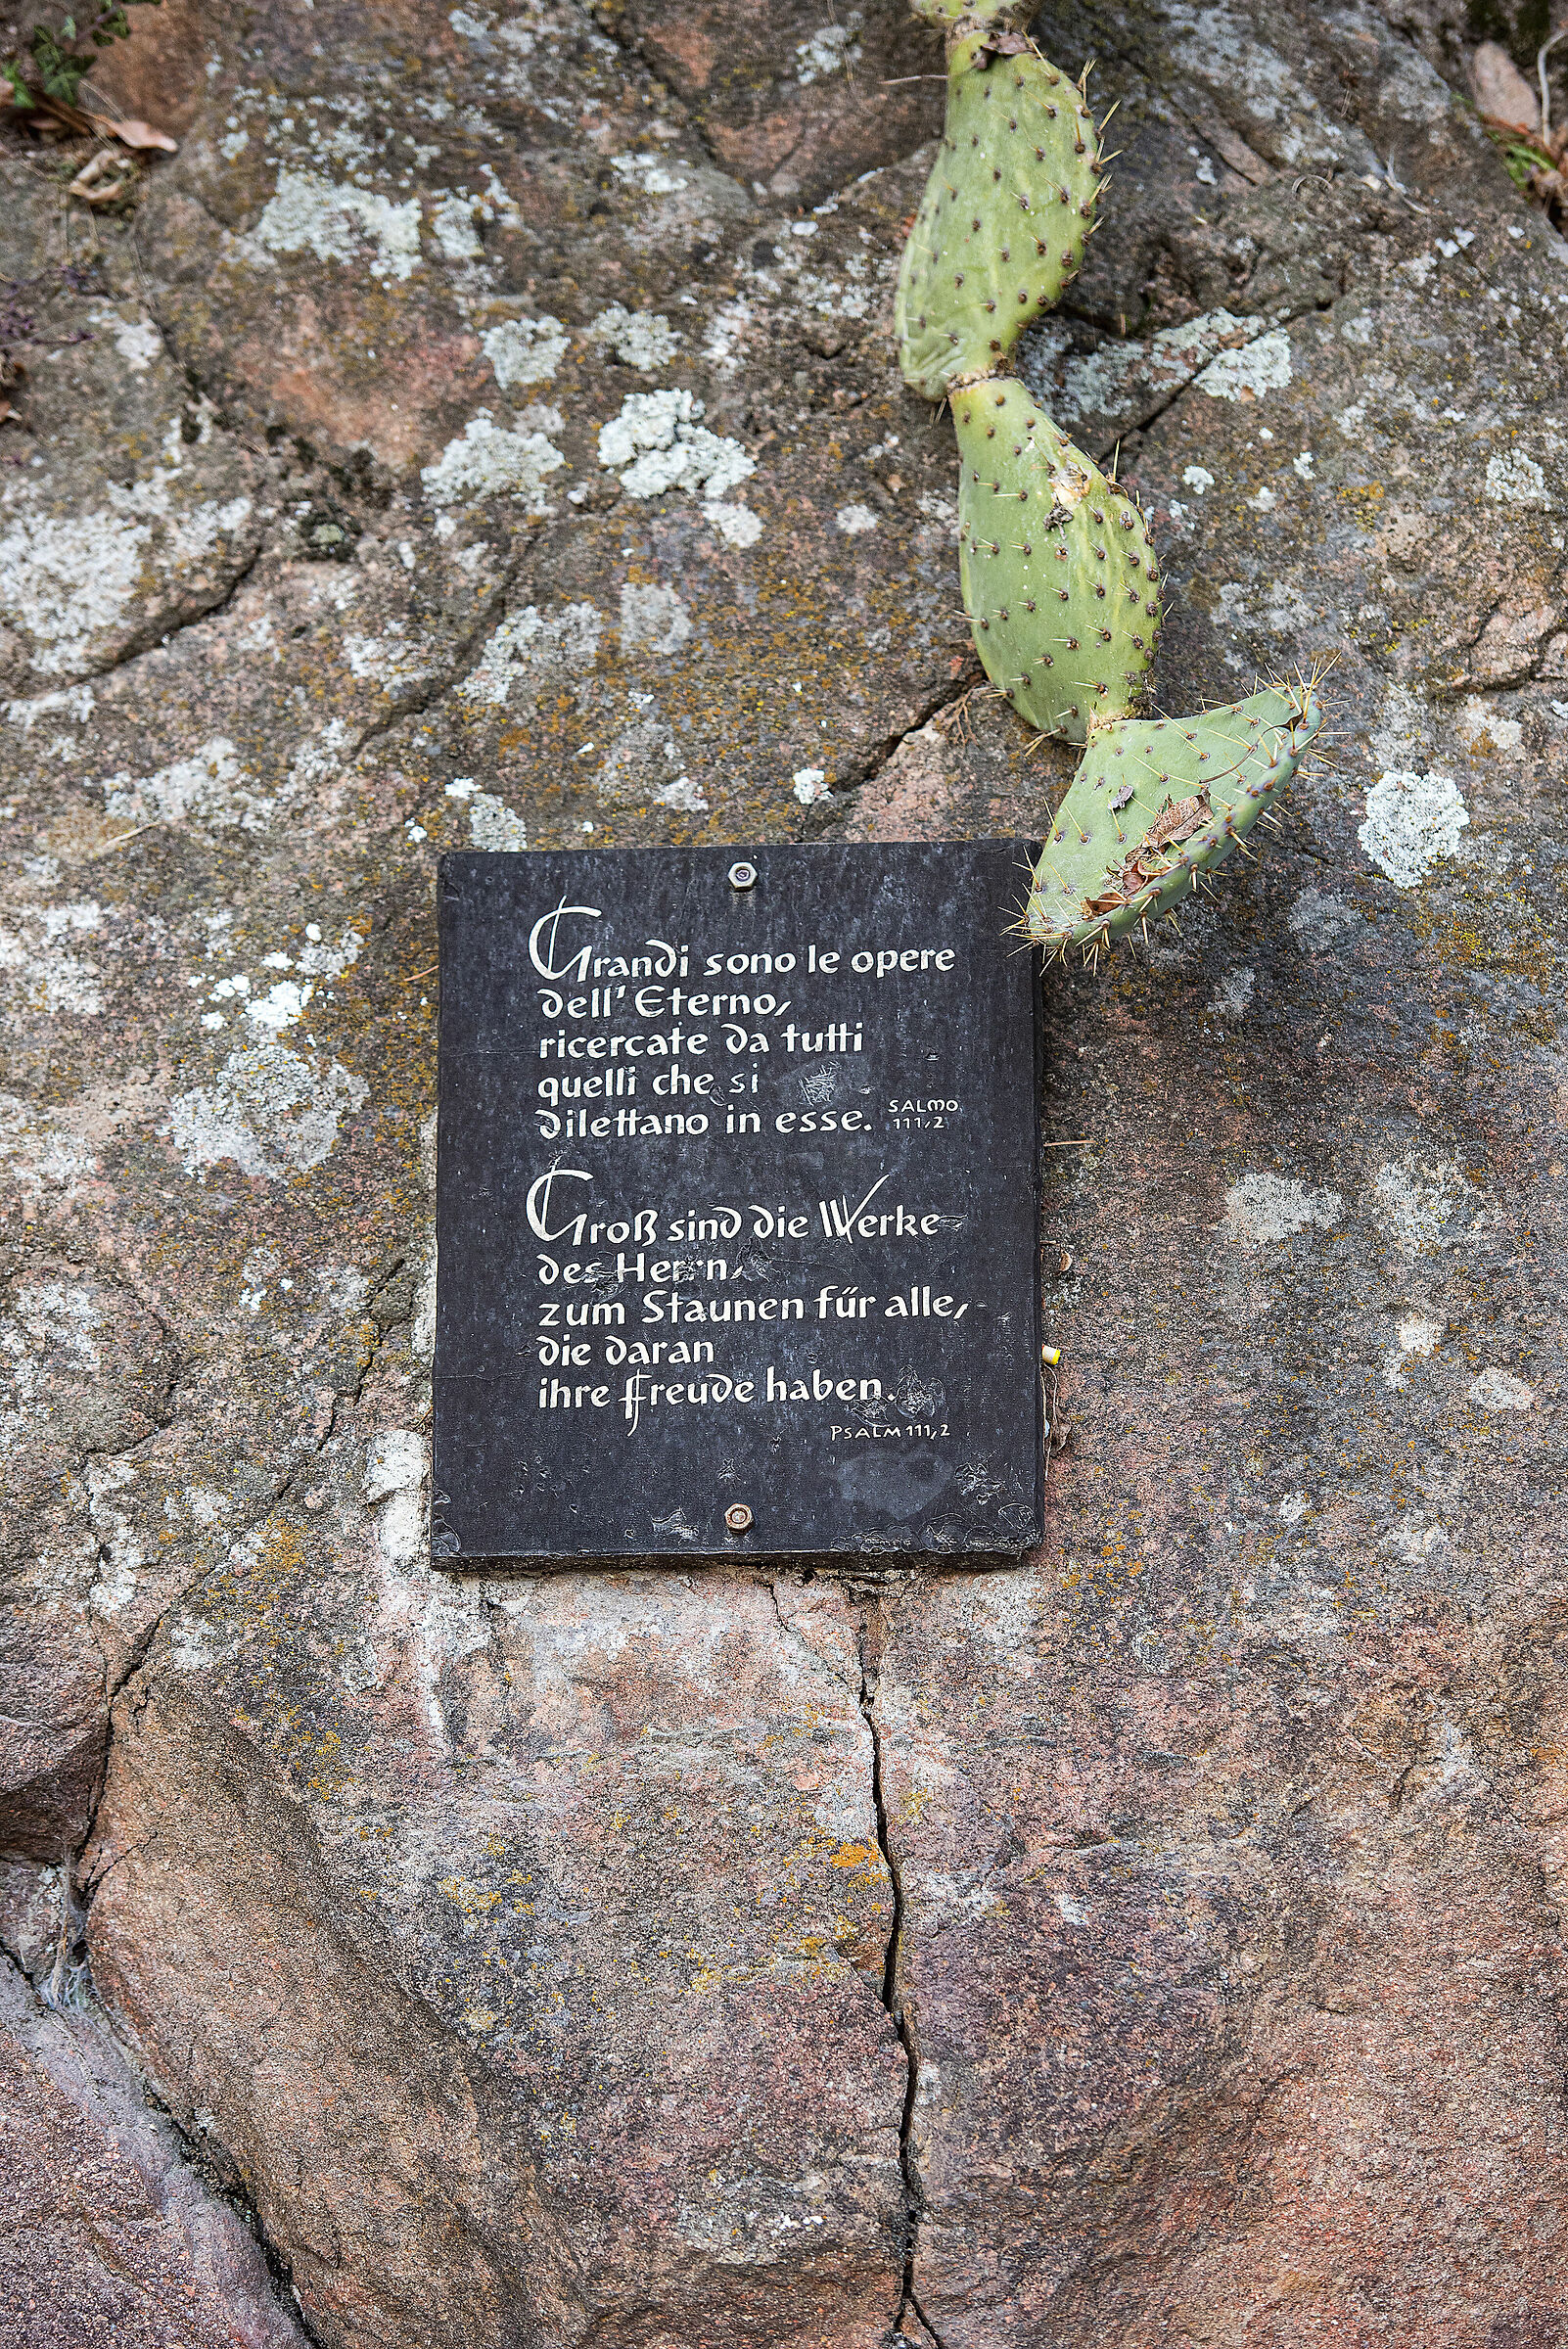 Grandi sono le opere
dell'Eterno,
ricercate da tutti
quelli che si
dilettano in esse.
SALMO
111,2
Groß sind die Werke
des Herrn,
zum Staunen für alle,
die daran
ihre Freude haben.
PSALM 111,2